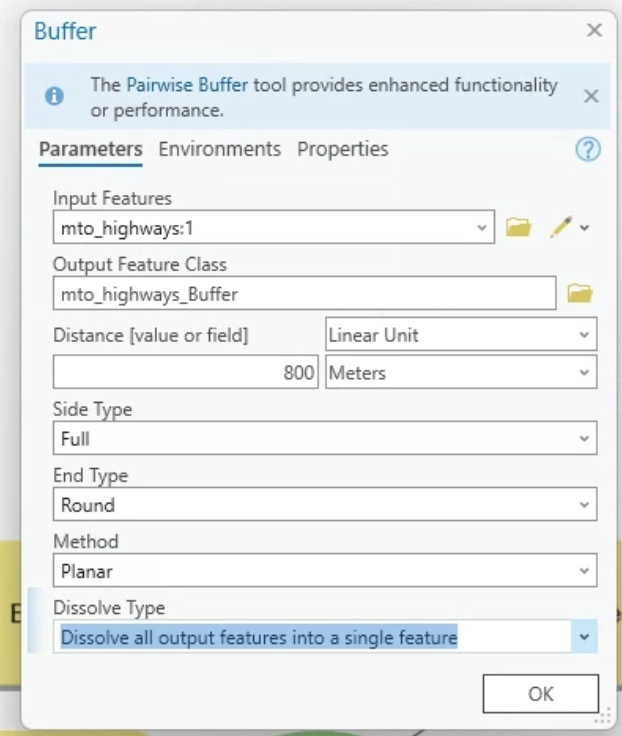 Buffer
The Pairwise Buffer tool provides enhanced functionality
or performance.
Parameters Environments Properties
Input Features
mto_highways:1
Output Feature Class
mto_highways_Buffer
Distance [value or field] Linear Unit
800 Meters
Side Type
Full
End Type
Round
Method
Planar
Dissolve Type
Dissolve all output features into a single feature
OK